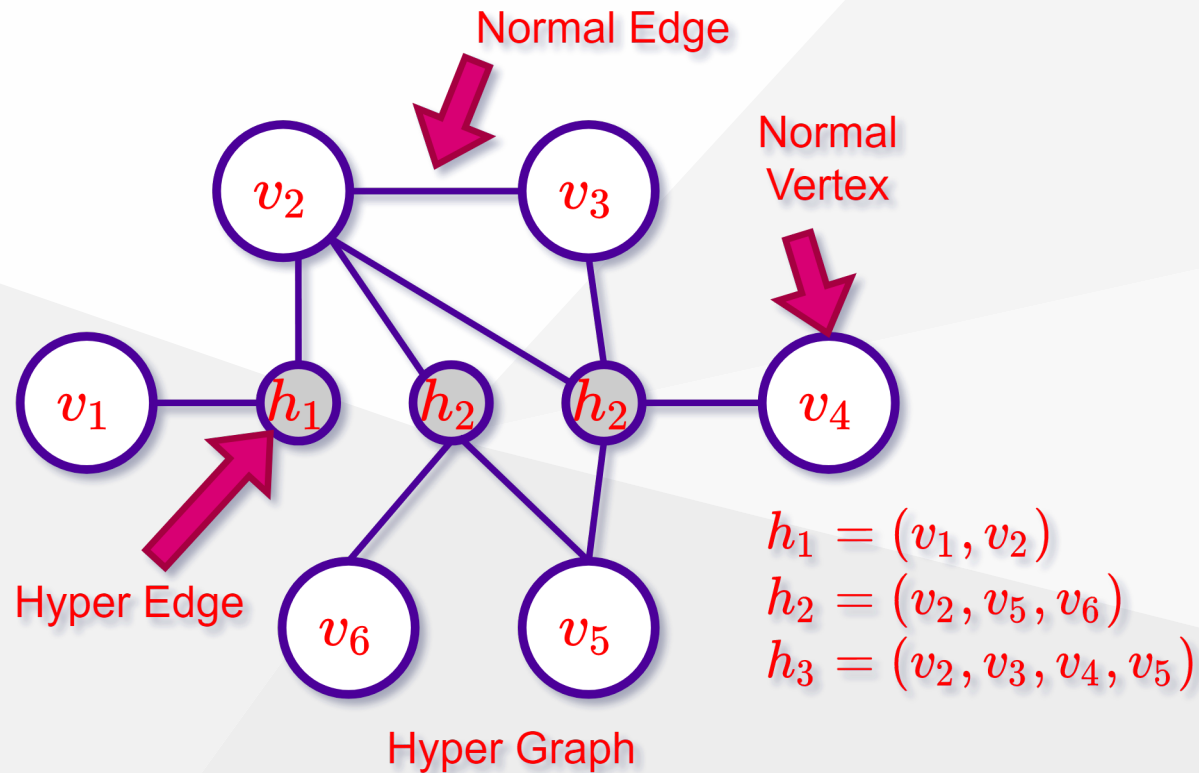 Normal Edge
Normal
Vertex
v₂
v₃
v₁
h₁
h₂
h₂
v₄
Hyper Edge
v₆
v₅
h₁ = (v₁, v₂)
h₂ = (v₂, v₅, v₆)
h₃ = (v₂, v₃, v₄, v₅)
Hyper Graph